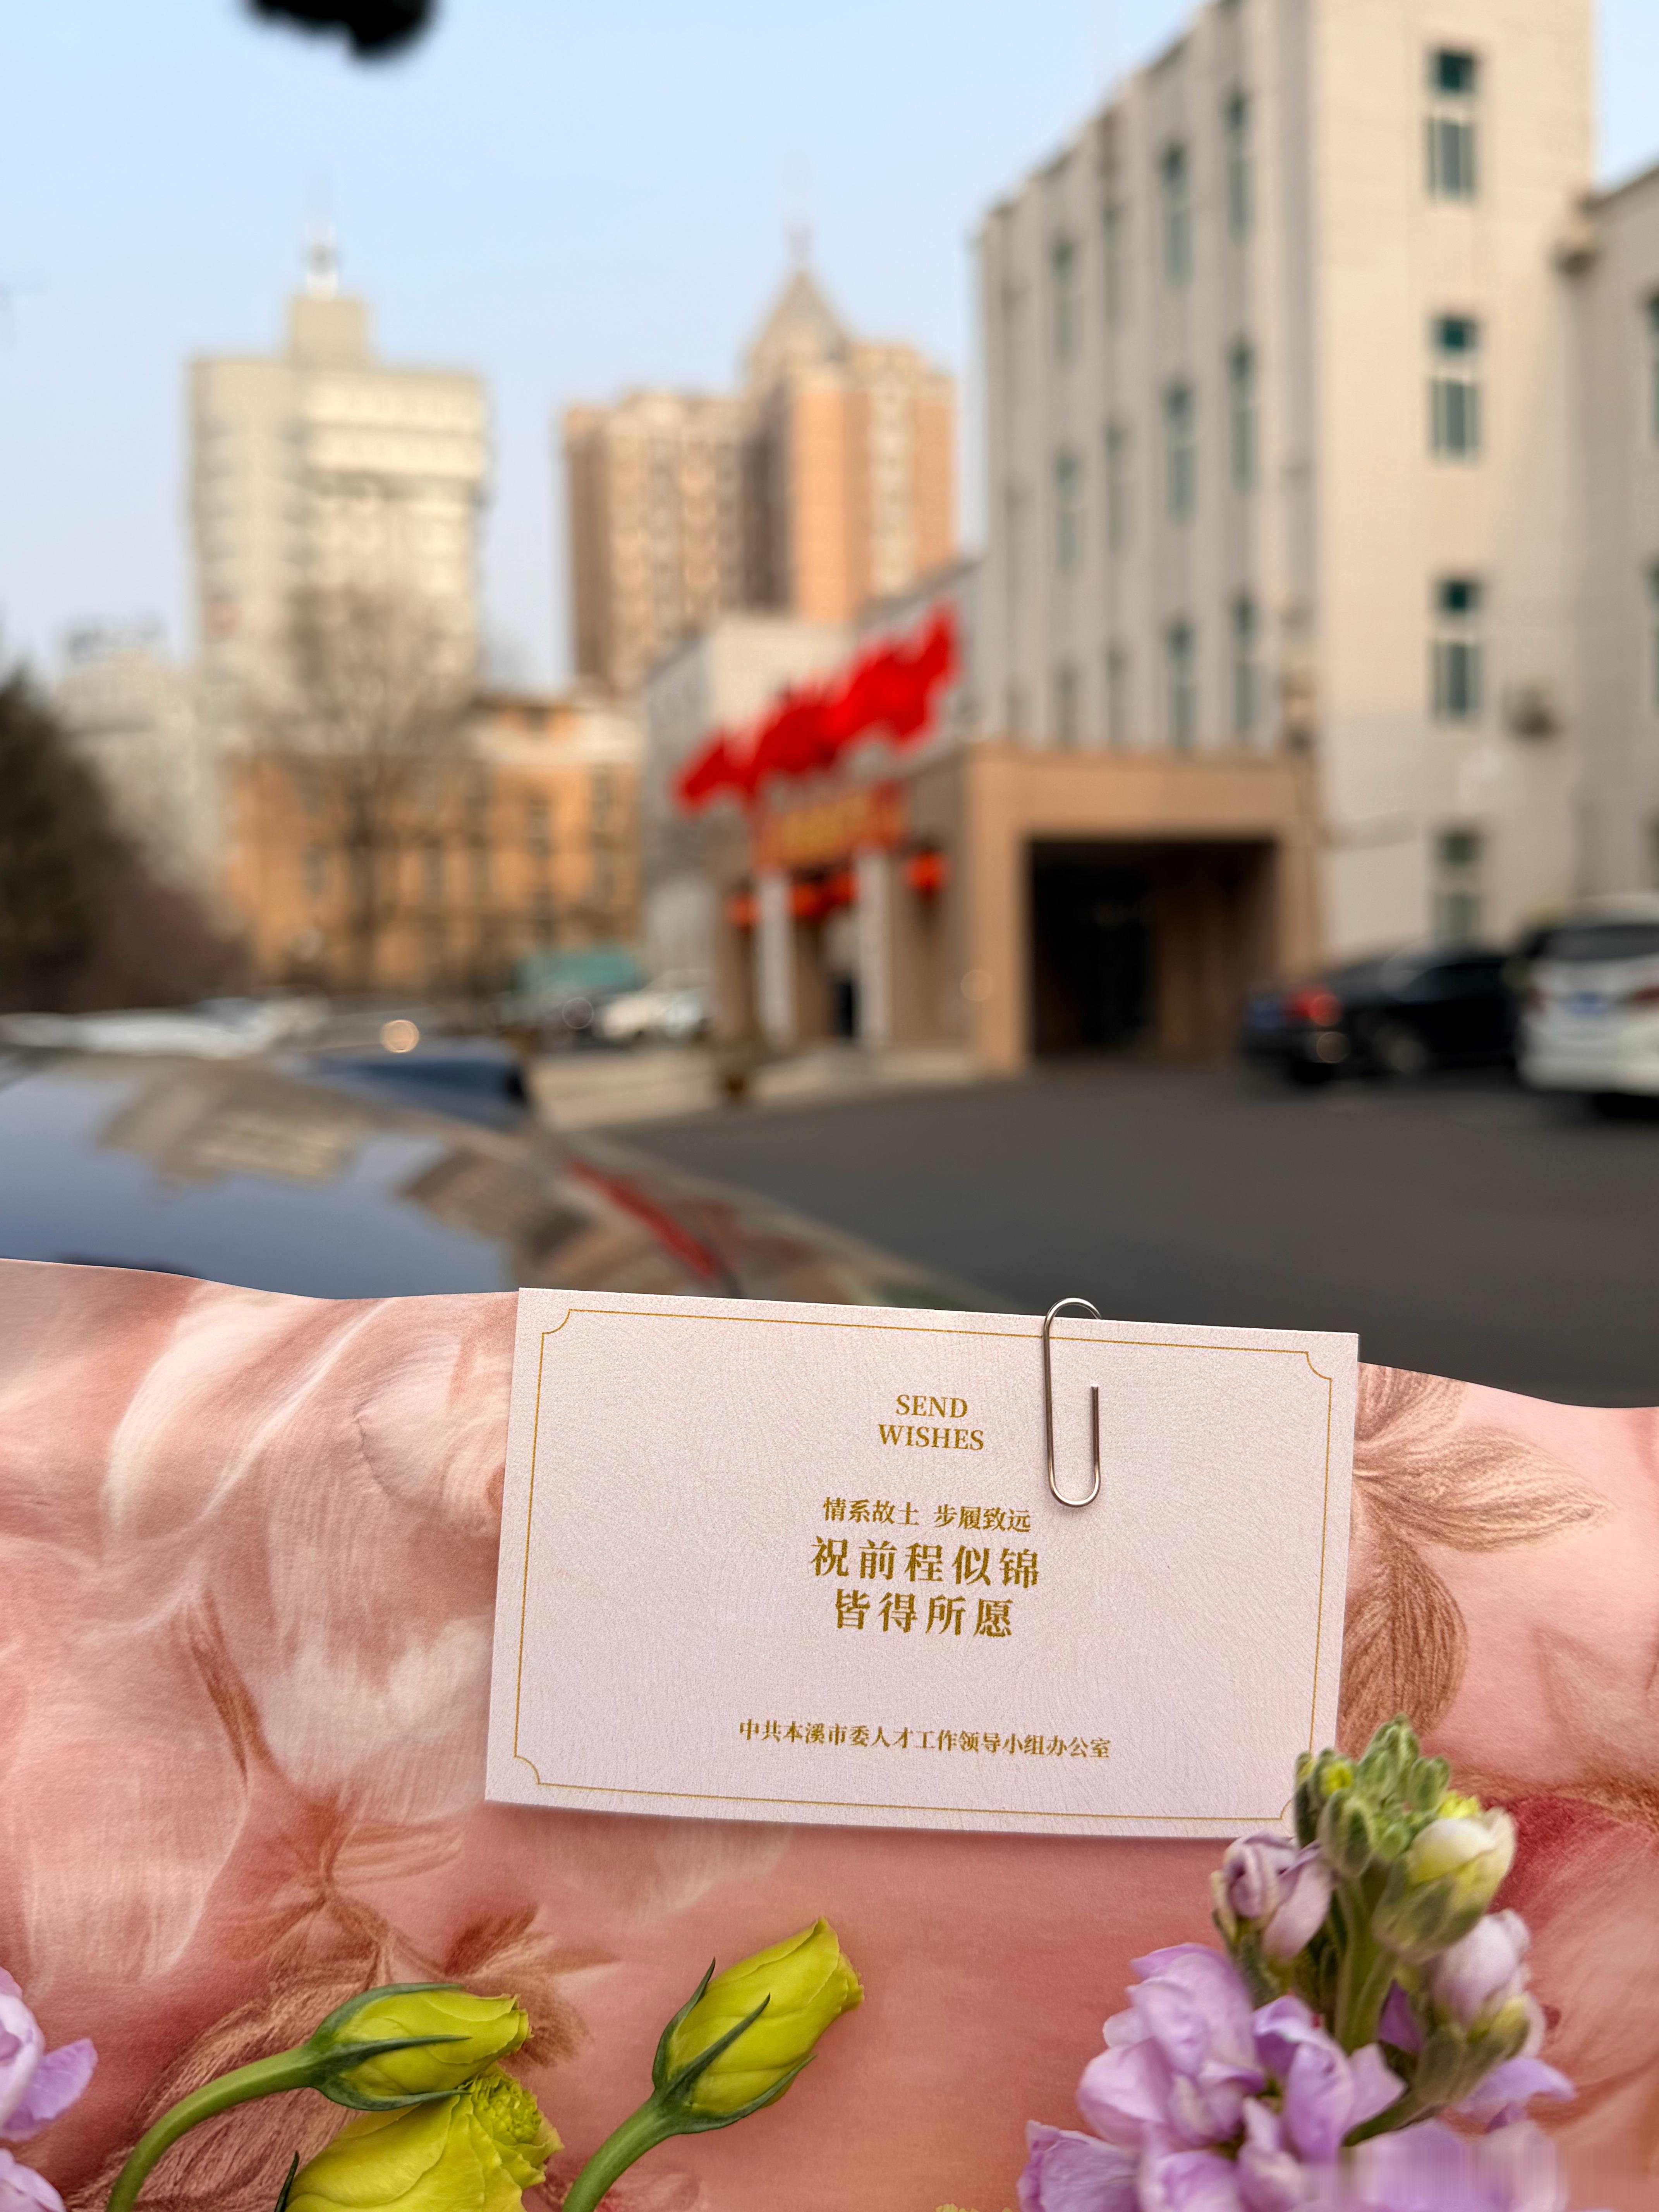 SEND
WISHES
情系故土 步履致远
祝前程似锦
皆得所愿
中共本溪市委人才工作领导小组办公室